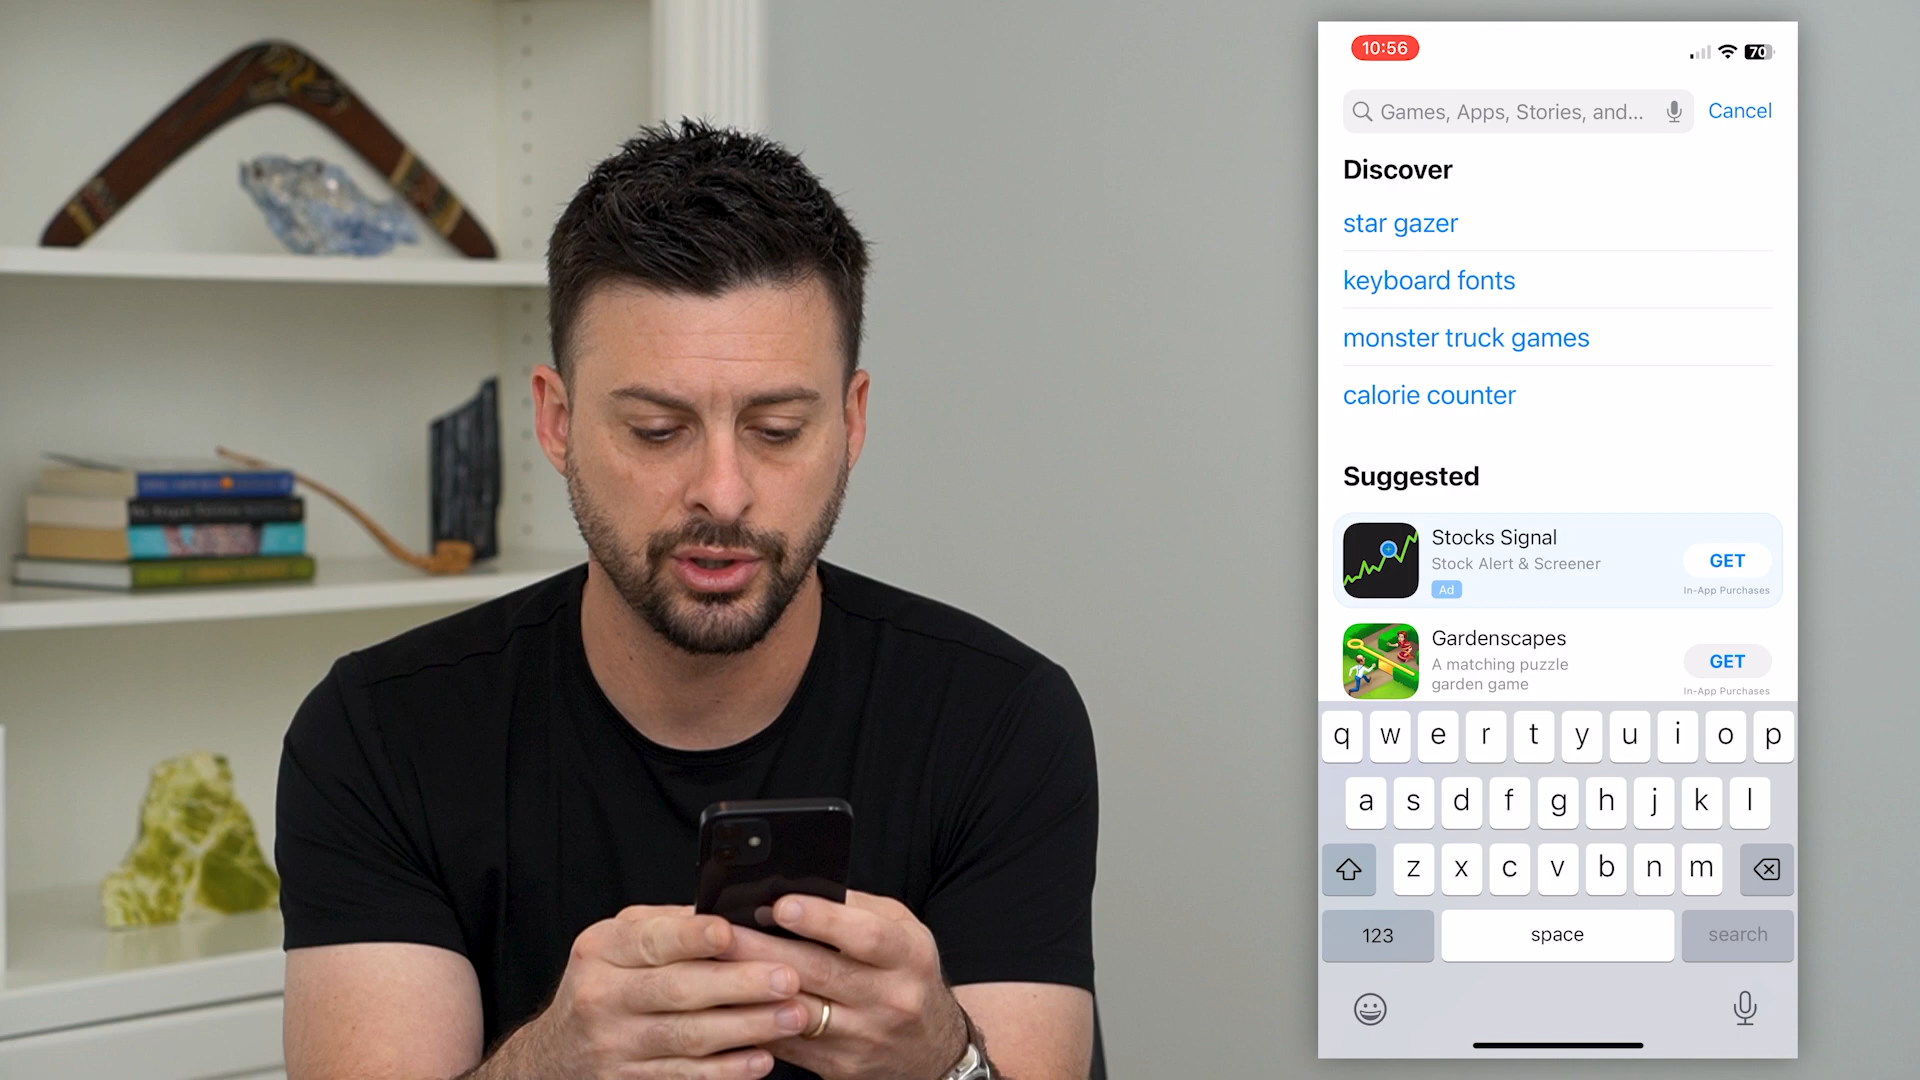 10:56
70
Games, Apps, Stories, and...
Cancel
Discover
star gazer
keyboard fonts
monster truck games
calorie counter
Suggested
Stocks Signal
Stock Alert & Screener
Ad
GET
In-App Purchases
Gardenscapes
A matching puzzle
garden game
GET
In-App Purchases
q w e r t y u i o p
a s d f g h j k l
z x c v b n m
123
space
search